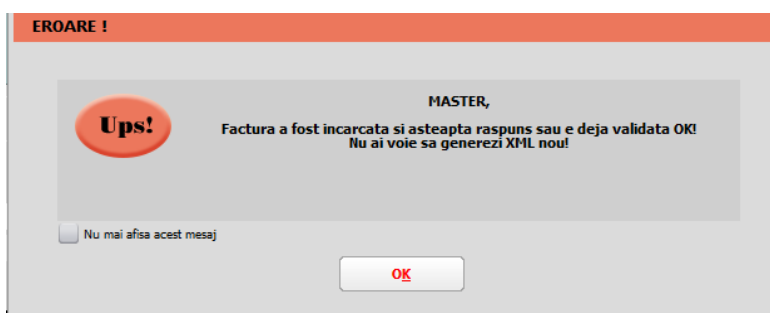 EROARE !
MASTER,
Ups!
Factura a fost incarcata si asteapta raspuns sau e deja validata OK!
Nu ai voie sa generezi XML nou!
Nu mai afisa acest mesaj
OK